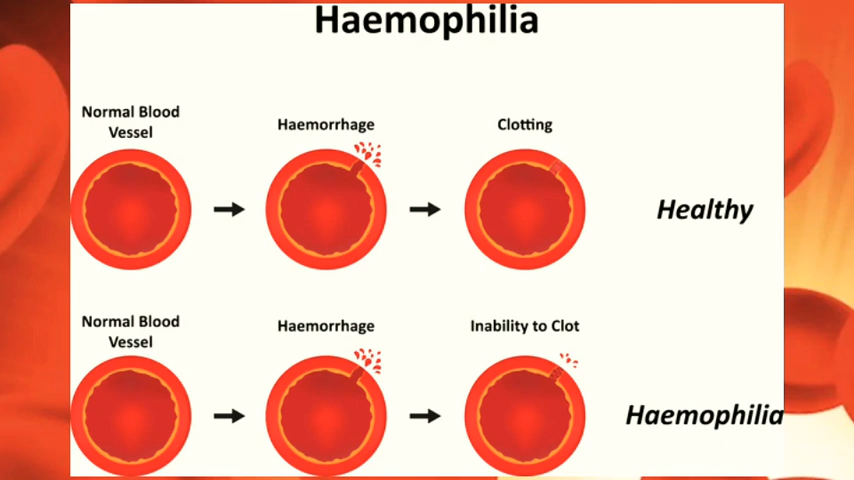 Haemophilia
Normal Blood
Vessel
Haemorrhage
Clotting
Healthy
Normal Blood
Vessel
Haemorrhage
Inability to Clot
Haemophilia